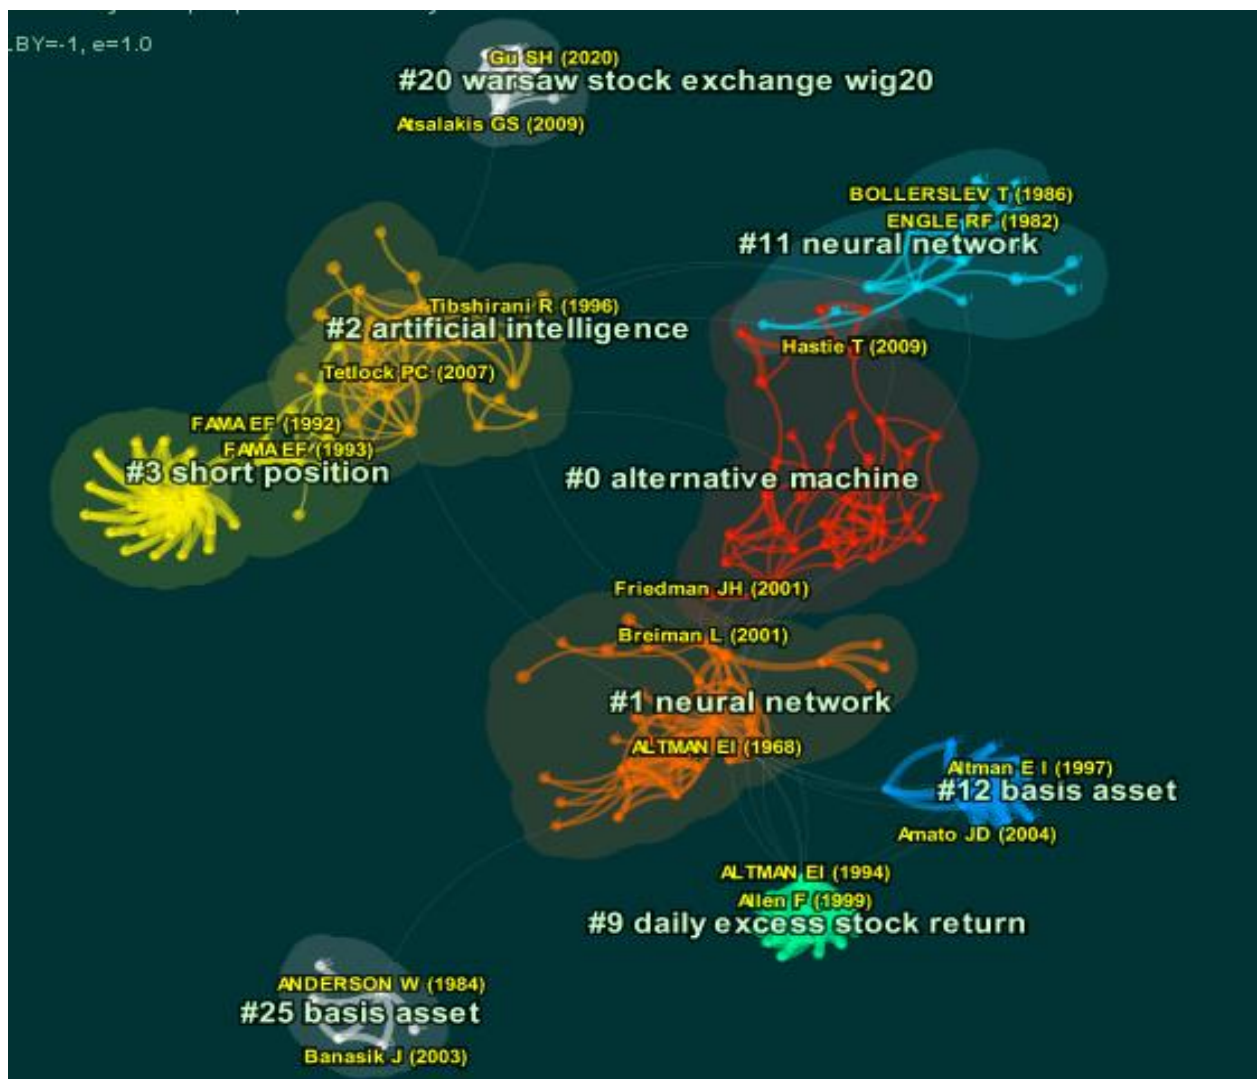 LBY=-1, e=1.0
Gu SH (2020)
#20 warsaw stock exchange wig20
Atsalakis GS (2009)
BOLLERSLEV T (1986)
ENGLE RF (1982)
#11 neural network
Tibshirani R (1996)
#2 artificial intelligence
Hastie T (2009)
Tetlock PC (2007)
FAMA EF (1992)
FAMA EF (1993)
#3 short position
#0 alternative machine
Friedman JH (2001)
Breiman L (2001)
#1 neural network
ALTMAN EI (1968)
Altman E I (1997)
#12 basis asset
Amato JD (2004)
ALTMAN EI (1994)
Allen F (1999)
#9 daily excess stock return
ANDERSON W (1984)
#25 basis asset
Banasik J (2003)